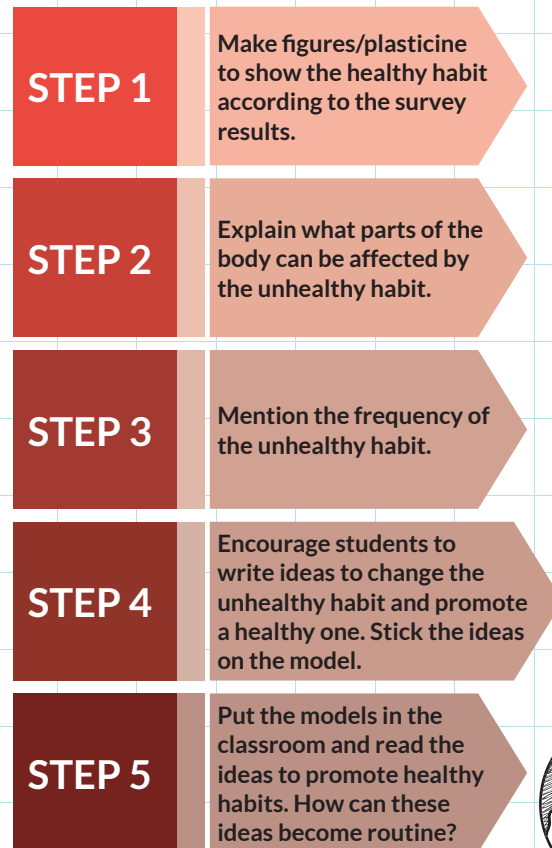 STEP 1
Make figures/plasticine
to show the healthy habit
according to the survey
results.
STEP 2
Explain what parts of the
body can be affected by
the unhealthy habit.
STEP 3
Mention the frequency of
the unhealthy habit.
STEP 4
Encourage students to
write ideas to change the
unhealthy habit and promote
a healthy one. Stick the ideas
on the model.
STEP 5
Put the models in the
classroom and read the
ideas to promote healthy
habits. How can these
ideas become routine?